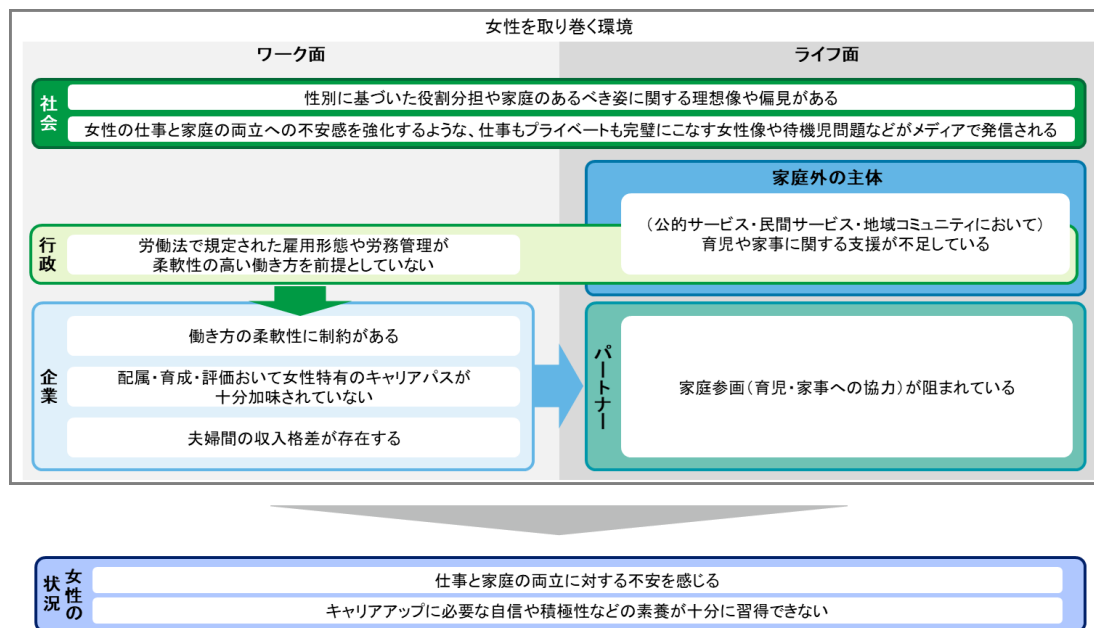 女性を取り巻く環境
ワーク面
ライフ面
社会
性別に基づいた役割分担や家庭のあるべき姿に関する理想像や偏見がある
女性の仕事と家庭の両立への不安感を強化するような、仕事もプライベートも完璧にこなす女性像や待機児問題などがメディアで発信される
家庭外の主体
（公的サービス・民間サービス・地域コミュニティにおいて）
育児や家事に関する支援が不足している
行政
労働法で規定された雇用形態や労務管理が
柔軟性の高い働き方を前提としていない
企業
働き方の柔軟性に制約がある
配属・育成・評価おいて女性特有のキャリアパスが
十分加味されていない
夫婦間の収入格差が存在する
パートナー
家庭参画（育児・家事への協力）が阻まれている
女性の
状況
仕事と家庭の両立に対する不安を感じる
キャリアアップに必要な自信や積極性などの素養が十分に習得できない